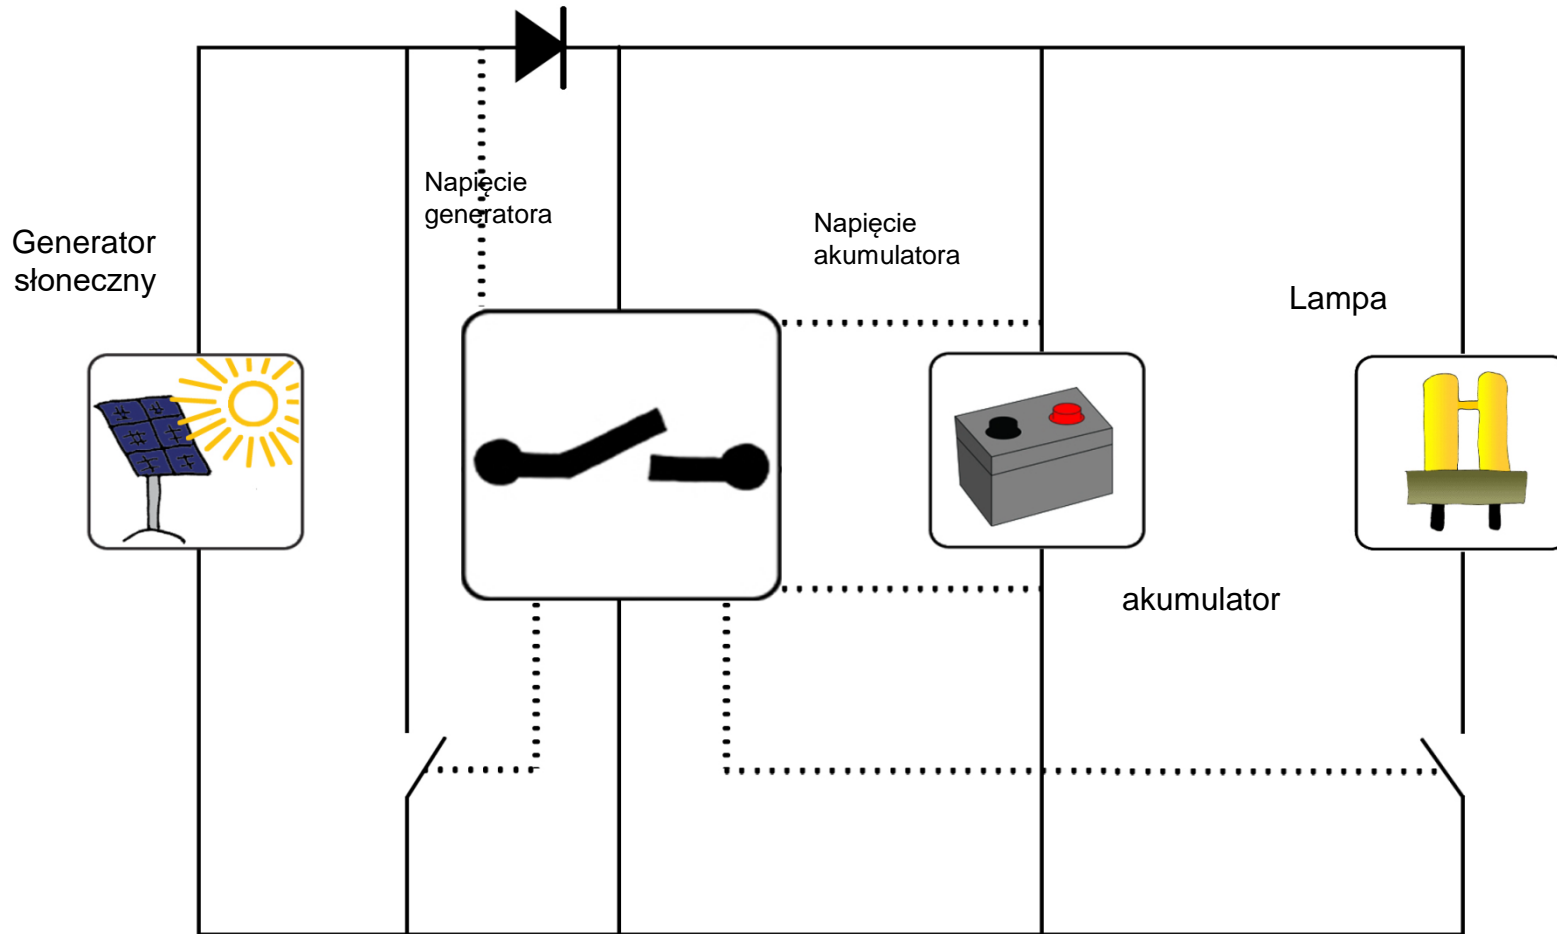 Napięcie
generatora
Napięcie
akumulatora
Generator
słoneczny
Lampa
akumulator